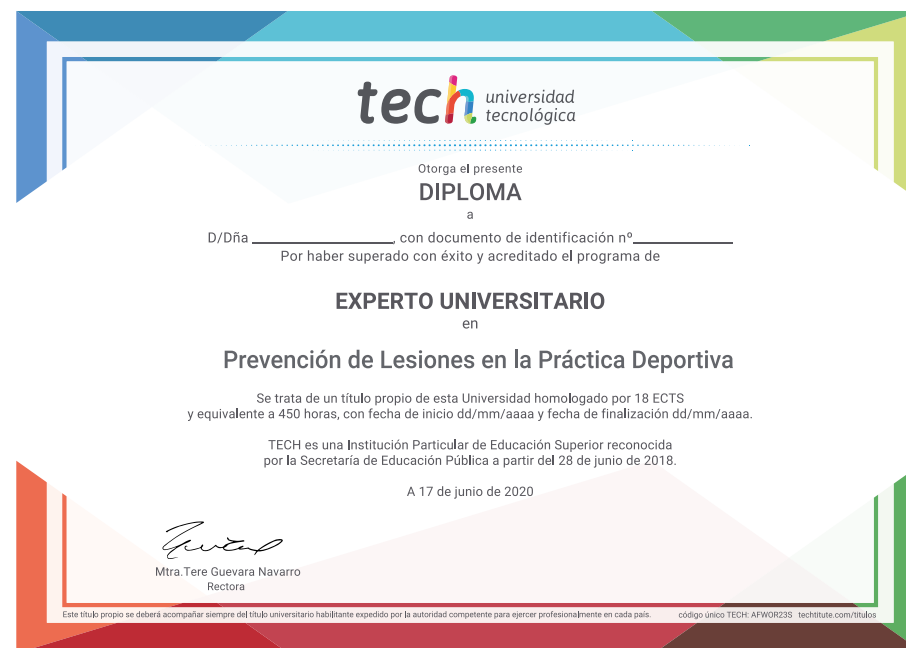 tech universidad
tecnológica
Otorga el presente
DIPLOMA
a
D/Dña ____________________, con documento de identificación nº______________
Por haber superado con éxito y acreditado el programa de
EXPERTO UNIVERSITARIO
en
Prevención de Lesiones en la Práctica Deportiva
Se trata de un título propio de esta Universidad homologado por 18 ECTS
y equivalente a 450 horas, con fecha de inicio dd/mm/aaaa y fecha de finalización dd/mm/aaaa.
TECH es una Institución Particular de Educación Superior reconocida
por la Secretaría de Educación Pública a partir del 28 de junio de 2018.
A 17 de junio de 2020
Mtra.Tere Guevara Navarro
Rectora
Este título propio se deberá acompañar siempre del título universitario habilitante expedido por la autoridad competente para ejercer profesionalmente en cada país. código único TECH: AFWOR23S techtitute.com/titulos